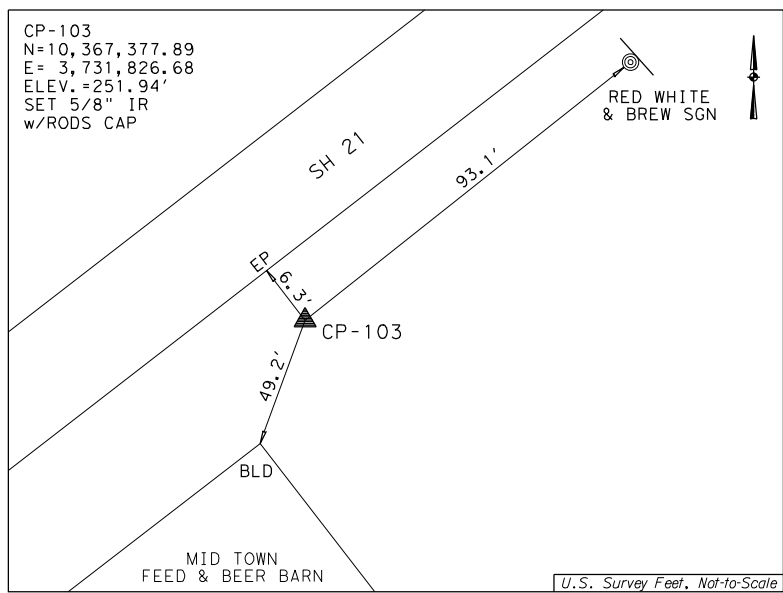 CP-103
N=10,367,377.89
E= 3,731,826.68
ELEV.=251.94'
SET 5/8" IR
w/RODS CAP
RED WHITE
& BREW SGN
SH 21
93.1'
EP
6.3'
CP-103
49.2'
BLD
MID TOWN
FEED & BEER BARN
U.S. Survey Feet, Not-to-Scale